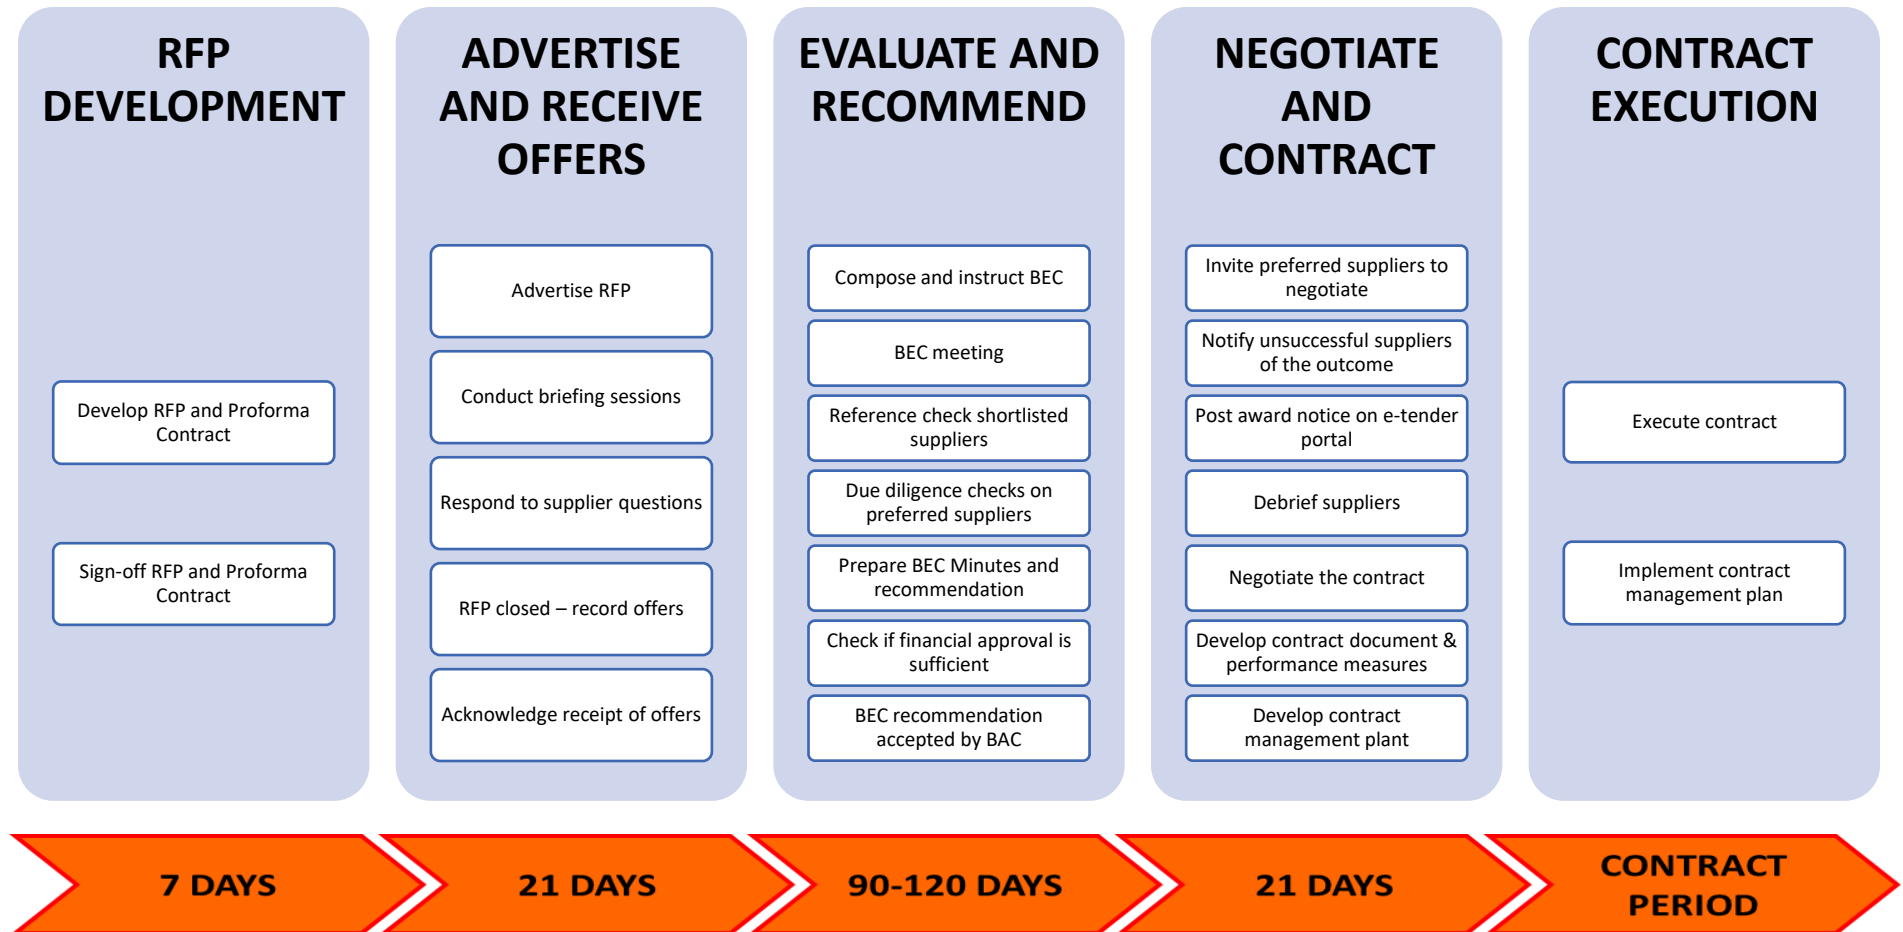 RFP
DEVELOPMENT
Develop RFP and Proforma
Contract
Sign-off RFP and Proforma
Contract
ADVERTISE
AND RECEIVE
OFFERS
Advertise RFP
Conduct briefing sessions
Respond to supplier questions
RFP closed – record offers
Acknowledge receipt of offers
EVALUATE AND
RECOMMEND
Compose and instruct BEC
BEC meeting
Reference check shortlisted
suppliers
Due diligence checks on
preferred suppliers
Prepare BEC Minutes and
recommendation
Check if financial approval is
sufficient
BEC recommendation
accepted by BAC
NEGOTIATE
AND
CONTRACT
Invite preferred suppliers to
negotiate
Notify unsuccessful suppliers
of the outcome
Post award notice on e-tender
portal
Debrief suppliers
Negotiate the contract
Develop contract document &
performance measures
Develop contract
management plant
CONTRACT
EXECUTION
Execute contract
Implement contract
management plan
7 DAYS
21 DAYS
90-120 DAYS
21 DAYS
CONTRACT
PERIOD